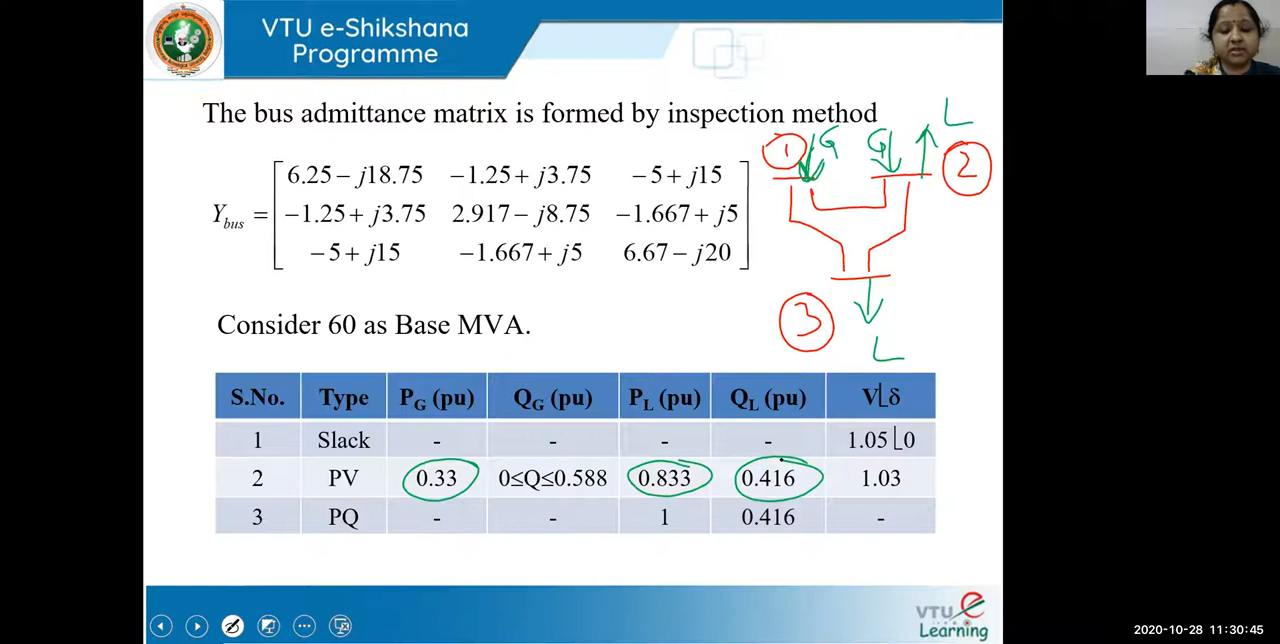 VTU e-Shikshana
Programme
The bus admittance matrix is formed by inspection method
Y_bus = [ 6.25 − j18.75 −1.25 + j3.75 −5 + j15
−1.25 + j3.75 2.917 − j8.75 −1.667 + j5
−5 + j15 −1.667 + j5 6.67 − j20 ]
1 G G L 2
3
L
Consider 60 as Base MVA.
S.No. Type P_G (pu) Q_G (pu) P_L (pu) Q_L (pu) V⌊δ
1 Slack - - - - 1.05⌊0
2 PV 0.33 0≤Q≤0.588 0.833 0.416 1.03
3 PQ - - 1 0.416 -
VTU e
Learning
2020-10-28 11:30:45